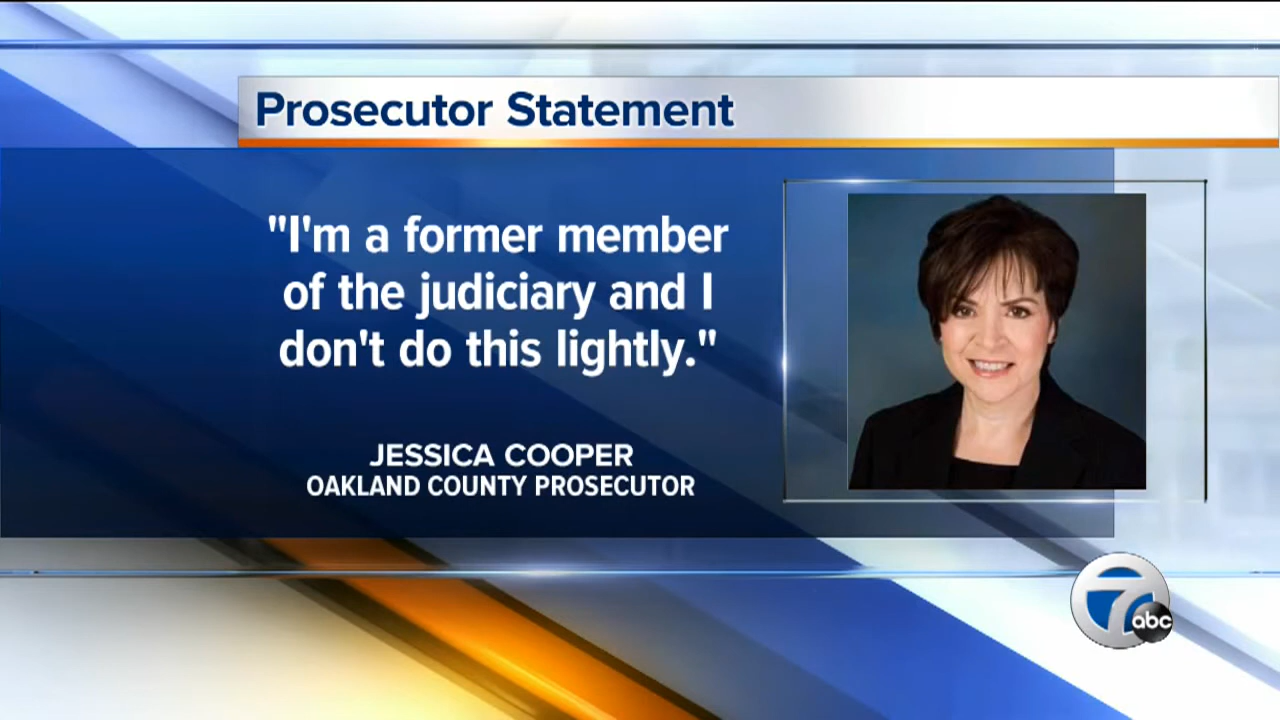 Prosecutor Statement
"I'm a former member
of the judiciary and I
don't do this lightly."
JESSICA COOPER
OAKLAND COUNTY PROSECUTOR
7
abc